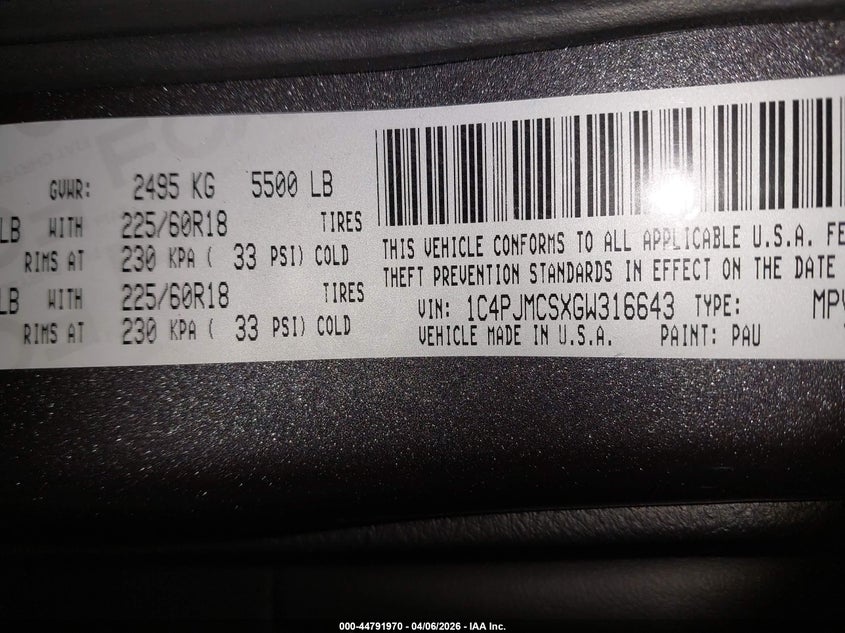 GVWR: 2495 KG 5500 LB
LB WITH 225/60R18 TIRES
RIMS AT 230 KPA ( 33 PSI) COLD
LB WITH 225/60R18 TIRES
RIMS AT 230 KPA ( 33 PSI) COLD
THIS VEHICLE CONFORMS TO ALL APPLICABLE U.S.A. FE
THEFT PREVENTION STANDARDS IN EFFECT ON THE DATE
VIN: 1C4PJMCSXGW316643 TYPE: MPV
VEHICLE MADE IN U.S.A. PAINT: PAU
000-44791970 - 04/06/2026 - IAA Inc.